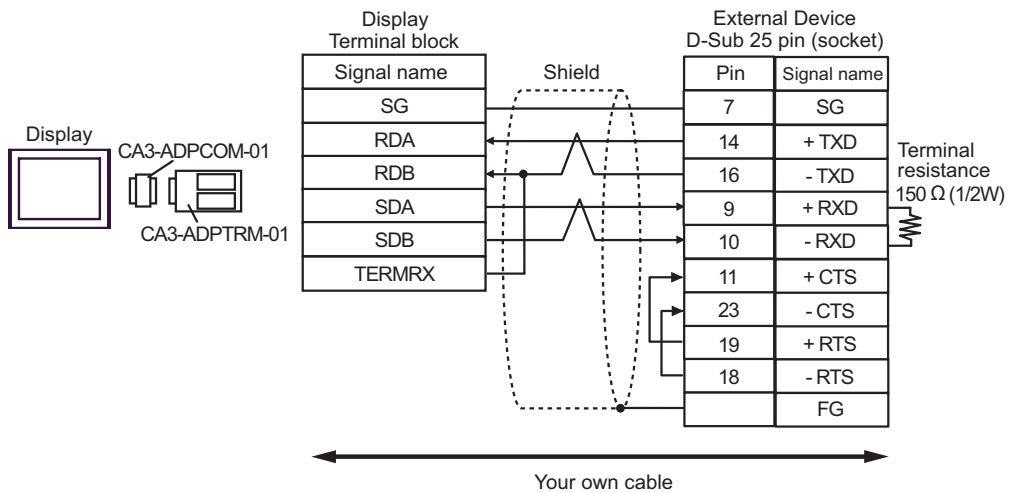 Display
Terminal block
External Device
D-Sub 25 pin (socket)
Signal name
Shield
Pin
Signal name
SG
7
SG
RDA
14
+ TXD
RDB
16
- TXD
SDA
9
+ RXD
SDB
10
- RXD
TERMRX
11
+ CTS
23
- CTS
19
+ RTS
18
- RTS
FG
Display
CA3-ADPCOM-01
CA3-ADPTRM-01
Terminal
resistance
150 Ω (1/2W)
Your own cable